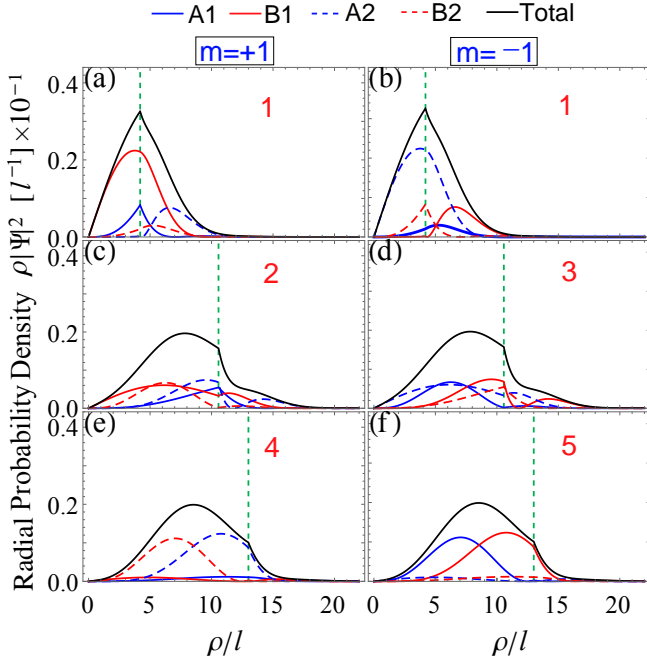 A1 B1 A2 B2 Total
m=+1 m= −1
Radial Probability Density ρ|Ψ|² [l⁻¹]×10⁻¹
(a) 1 (b) 1
0.4
0.2
0.0
(c) 2 (d) 3
0.4
0.2
0.0
(e) 4 (f) 5
0.4
0.2
0.0
0 5 10 15 20 0 5 10 15 20
ρ/l ρ/l